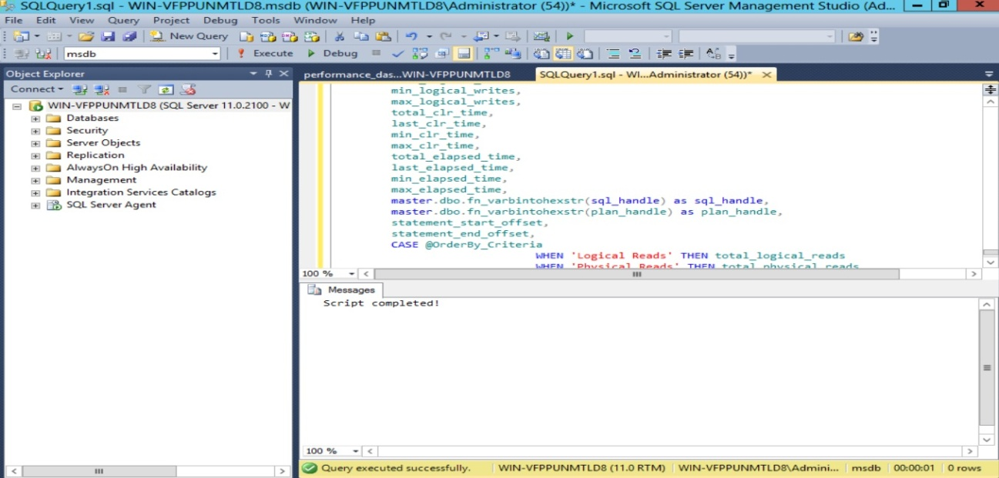 SQLQuery1.sql - WIN-VFPPUNMTLD8.msdb (WIN-VFPPUNMTLD8\Administrator (54))* - Microsoft SQL Server Management Studio (Ad...
File Edit View Query Project Debug Tools Window Help
New Query
msdb Execute Debug
Object Explorer
Connect
WIN-VFPPUNMTLD8 (SQL Server 11.0.2100 - W
Databases
Security
Server Objects
Replication
AlwaysOn High Availability
Management
Integration Services Catalogs
SQL Server Agent
performance_das...WIN-VFPPUNMTLD8 SQLQuery1.sql - WI...Administrator (54))*
min_logical_writes,
max_logical_writes,
total_clr_time,
last_clr_time,
min_clr_time,
max_clr_time,
total_elapsed_time,
last_elapsed_time,
min_elapsed_time,
max_elapsed_time,
master.dbo.fn_varbintohexstr(sql_handle) as sql_handle,
master.dbo.fn_varbintohexstr(plan_handle) as plan_handle,
statement_start_offset,
statement_end_offset,
CASE @OrderBy_Criteria
WHEN 'Logical Reads' THEN total_logical_reads
WHEN 'Physical Reads' THEN total_physical_reads
100 %
Messages
Script completed!
100 %
Query executed successfully. WIN-VFPPUNMTLD8 (11.0 RTM) WIN-VFPPUNMTLD8\Admini... msdb 00:00:01 0 rows